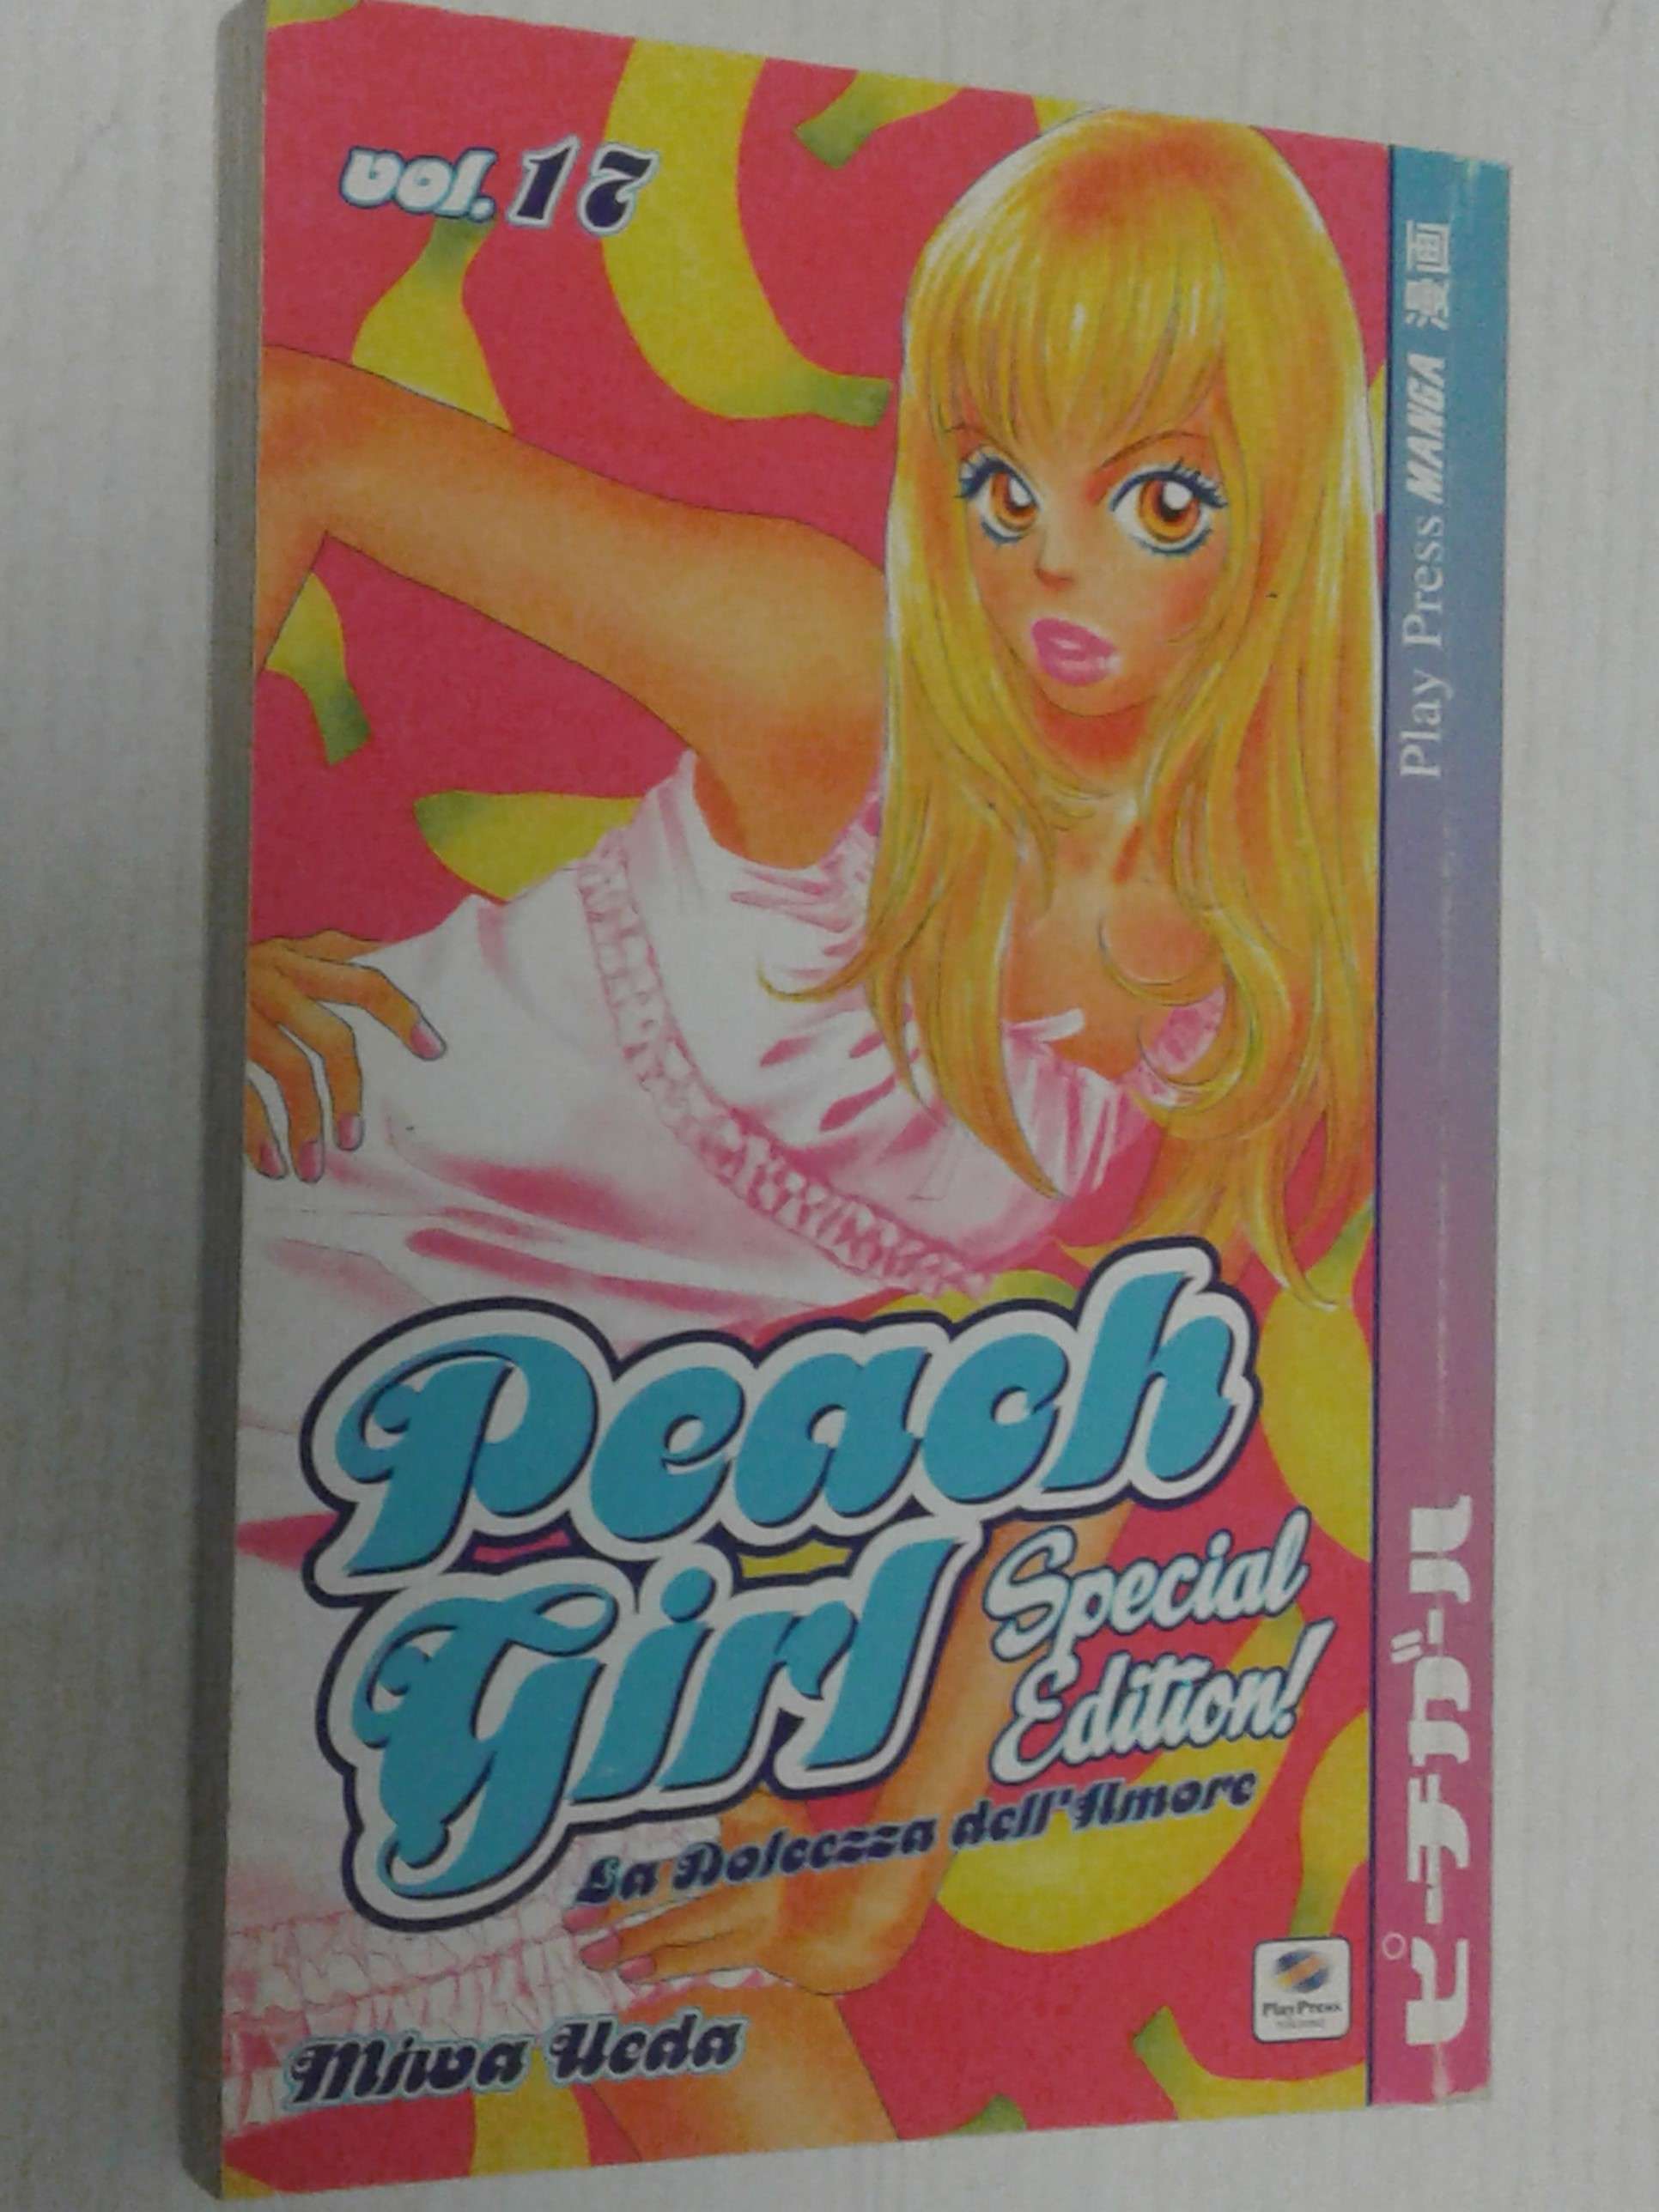 vol. 17
Peach
Girl
Special
Edition!
La Dolcezza dell'Amore
Miwa Ueda
PlayPress
Play Press MANGA 漫画
ピーチガール